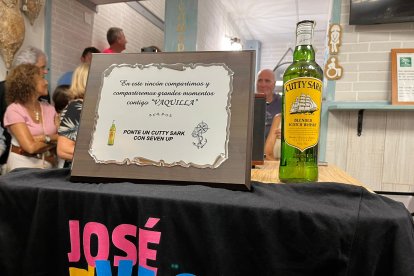 En este rincón compartimos y
compartiremos grandes momentos
contigo "VAQUILLA"
PONTE UN CUTTY SARK
CON SEVEN UP
CUTTY SARK
BLENDED
SCOTCH WHISKY
JOSÉ